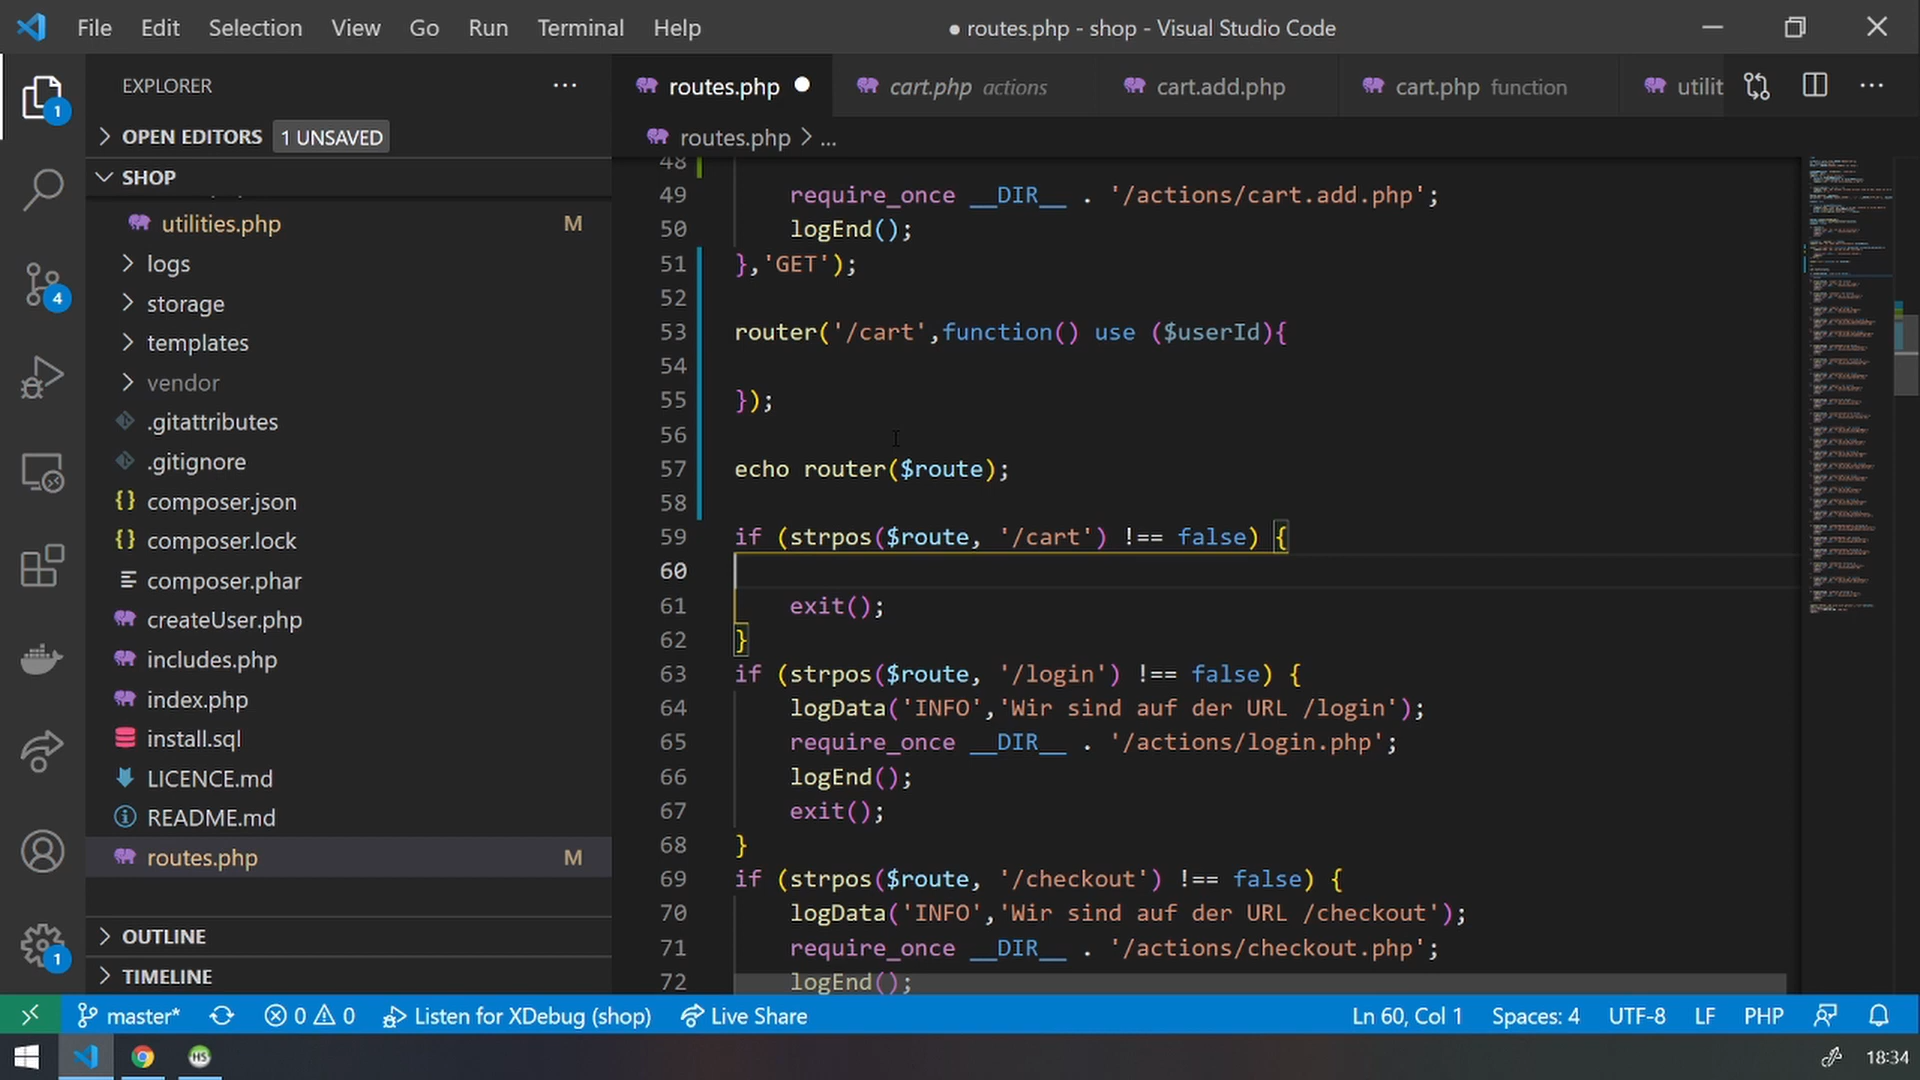 File Edit Selection View Go Run Terminal Help
● routes.php - shop - Visual Studio Code
EXPLORER
OPEN EDITORS 1 UNSAVED
SHOP
utilities.php M
logs
storage
templates
vendor
.gitattributes
.gitignore
composer.json
composer.lock
composer.phar
createUser.php
includes.php
index.php
install.sql
LICENCE.md
README.md
routes.php M
OUTLINE
TIMELINE
1
4
1
routes.php ● cart.php actions cart.add.php cart.php function utilit
routes.php > ...
48
49 require_once __DIR__ . '/actions/cart.add.php';
50 logEnd();
51 },'GET');
52
53 router('/cart',function() use ($userId){
54
55 });
56
57 echo router($route);
58
59 if (strpos($route, '/cart') !== false) {
60
61 exit();
62 }
63 if (strpos($route, '/login') !== false) {
64 logData('INFO','Wir sind auf der URL /login');
65 require_once __DIR__ . '/actions/login.php';
66 logEnd();
67 exit();
68 }
69 if (strpos($route, '/checkout') !== false) {
70 logData('INFO','Wir sind auf der URL /checkout');
71 require_once __DIR__ . '/actions/checkout.php';
72 logEnd();
master* 0 0 Listen for XDebug (shop) Live Share Ln 60, Col 1 Spaces: 4 UTF-8 LF PHP
HS 18:34